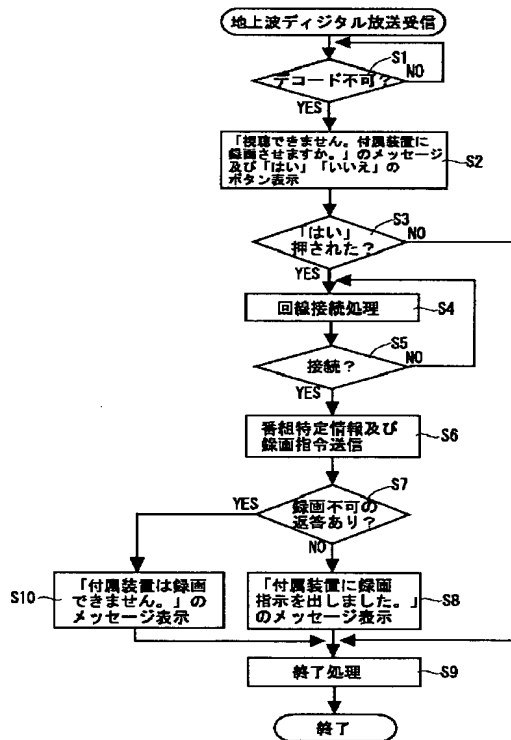 地上波ディジタル放送受信
S1
デコード不可?
NO
YES
「視聴できません。付属装置に
録画させますか。」のメッセージ
及び「はい」「いいえ」の
ボタン表示
S2
S3
「はい」
押された?
NO
YES
回線接続処理
S4
S5
接続?
NO
YES
番組特定情報及び
録画指令送信
S6
S7
録画不可の
返答あり?
YES
NO
S10
「付属装置は録画
できません。」の
メッセージ表示
「付属装置に録画
指示を出しました。」
のメッセージ表示
S8
終了処理
S9
終了